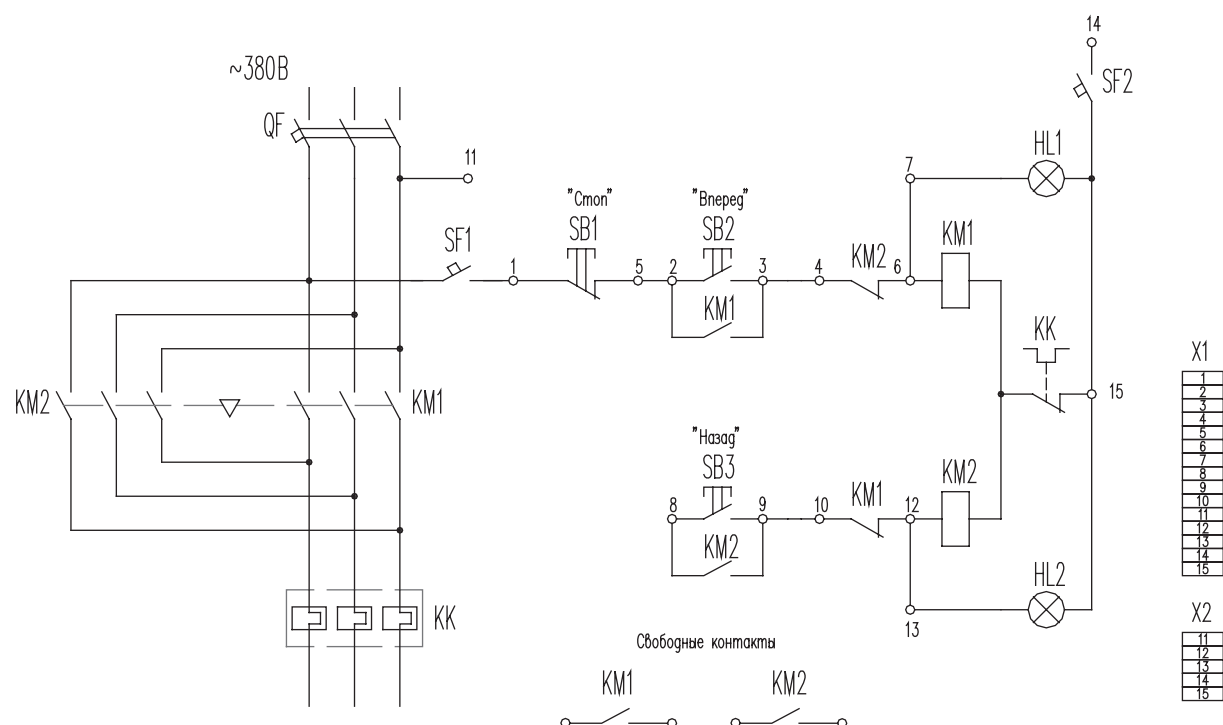 14
SF2
~380В
QF
11
7
HL1
"Стоп"
SB1
"Вперед"
SB2
SF1
1
5
2
3
4
KM2
6
KM1
KM1
KK
15
KM2
KM1
"Назад"
SB3
8
9
10
KM1
12
KM2
KM2
13
HL2
KK
Свободные контакты
KM1
KM2
X1
1
2
3
4
5
6
7
8
9
10
11
12
13
14
15
X2
11
12
13
14
15